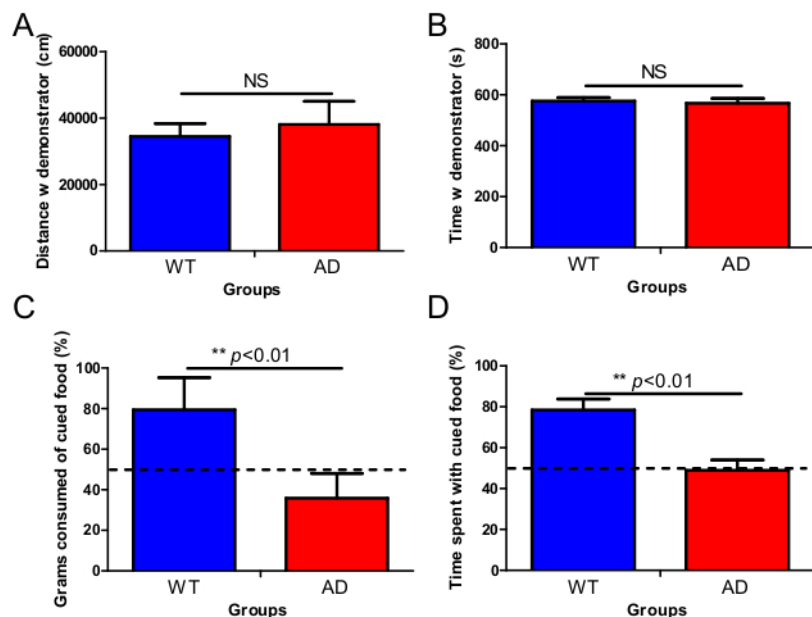 A
Distance w demonstrator (cm)
60000
40000
20000
0
NS
WT
AD
Groups
B
Time w demonstrator (s)
800
600
400
200
0
NS
WT
AD
Groups
C
Grams consumed of cued food (%)
100
80
60
40
20
0
** p<0.01
WT
AD
Groups
D
Time spent with cued food (%)
100
80
60
40
20
0
** p<0.01
WT
AD
Groups